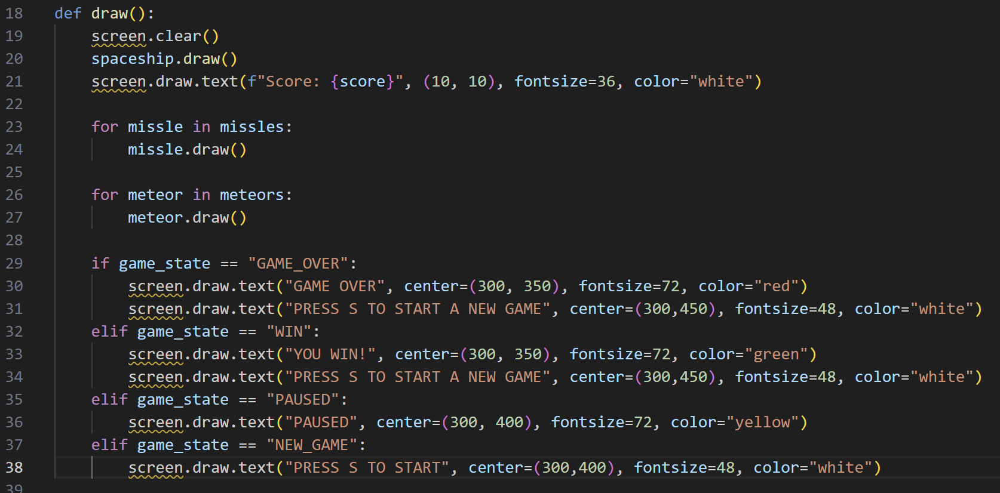 18 def draw():
19     screen.clear()
20     spaceship.draw()
21     screen.draw.text(f"Score: {score}", (10, 10), fontsize=36, color="white")
22
23     for missle in missles:
24         missle.draw()
25
26     for meteor in meteors:
27         meteor.draw()
28
29     if game_state == "GAME_OVER":
30         screen.draw.text("GAME OVER", center=(300, 350), fontsize=72, color="red")
31         screen.draw.text("PRESS S TO START A NEW GAME", center=(300,450), fontsize=48, color="white")
32     elif game_state == "WIN":
33         screen.draw.text("YOU WIN!", center=(300, 350), fontsize=72, color="green")
34         screen.draw.text("PRESS S TO START A NEW GAME", center=(300,450), fontsize=48, color="white")
35     elif game_state == "PAUSED":
36         screen.draw.text("PAUSED", center=(300, 400), fontsize=72, color="yellow")
37     elif game_state == "NEW_GAME":
38         screen.draw.text("PRESS S TO START", center=(300,400), fontsize=48, color="white")
39